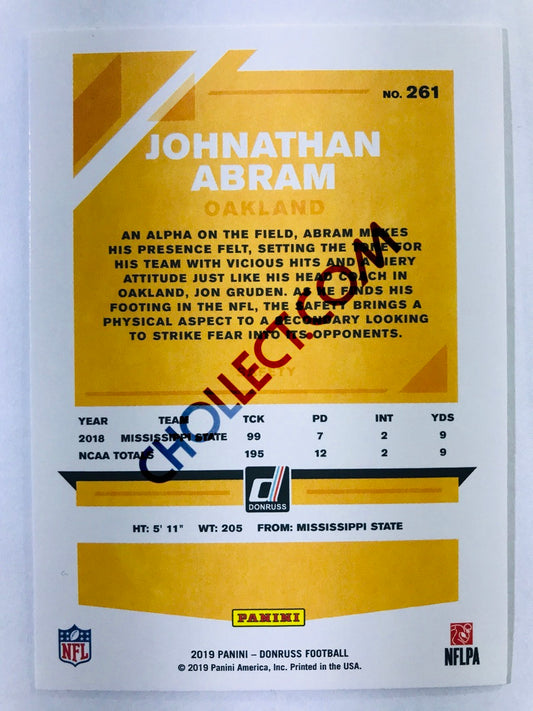 NO. 261
JOHNATHAN
ABRAM
OAKLAND
AN ALPHA ON THE FIELD, ABRAM MAKES
HIS PRESENCE FELT, SETTING THE TONE FOR
HIS TEAM WITH VICIOUS HITS AND A FIERY
ATTITUDE JUST LIKE HIS HEAD COACH IN
OAKLAND, JON GRUDEN. AS HE FINDS HIS
FOOTING IN THE NFL, THE SAFETY BRINGS A
PHYSICAL ASPECT TO A SECONDARY LOOKING
TO STRIKE FEAR INTO ITS OPPONENTS.
CHOLLECT.COM
YEAR TEAM TCK PD INT YDS
2018 MISSISSIPPI STATE 99 7 2 9
NCAA TOTALS 195 12 2 9
d
DONRUSS
HT: 5' 11" WT: 205 FROM: MISSISSIPPI STATE
PANINI
NFL
NFLPA
2019 PANINI – DONRUSS FOOTBALL
© 2019 Panini America, Inc. Printed in the USA.